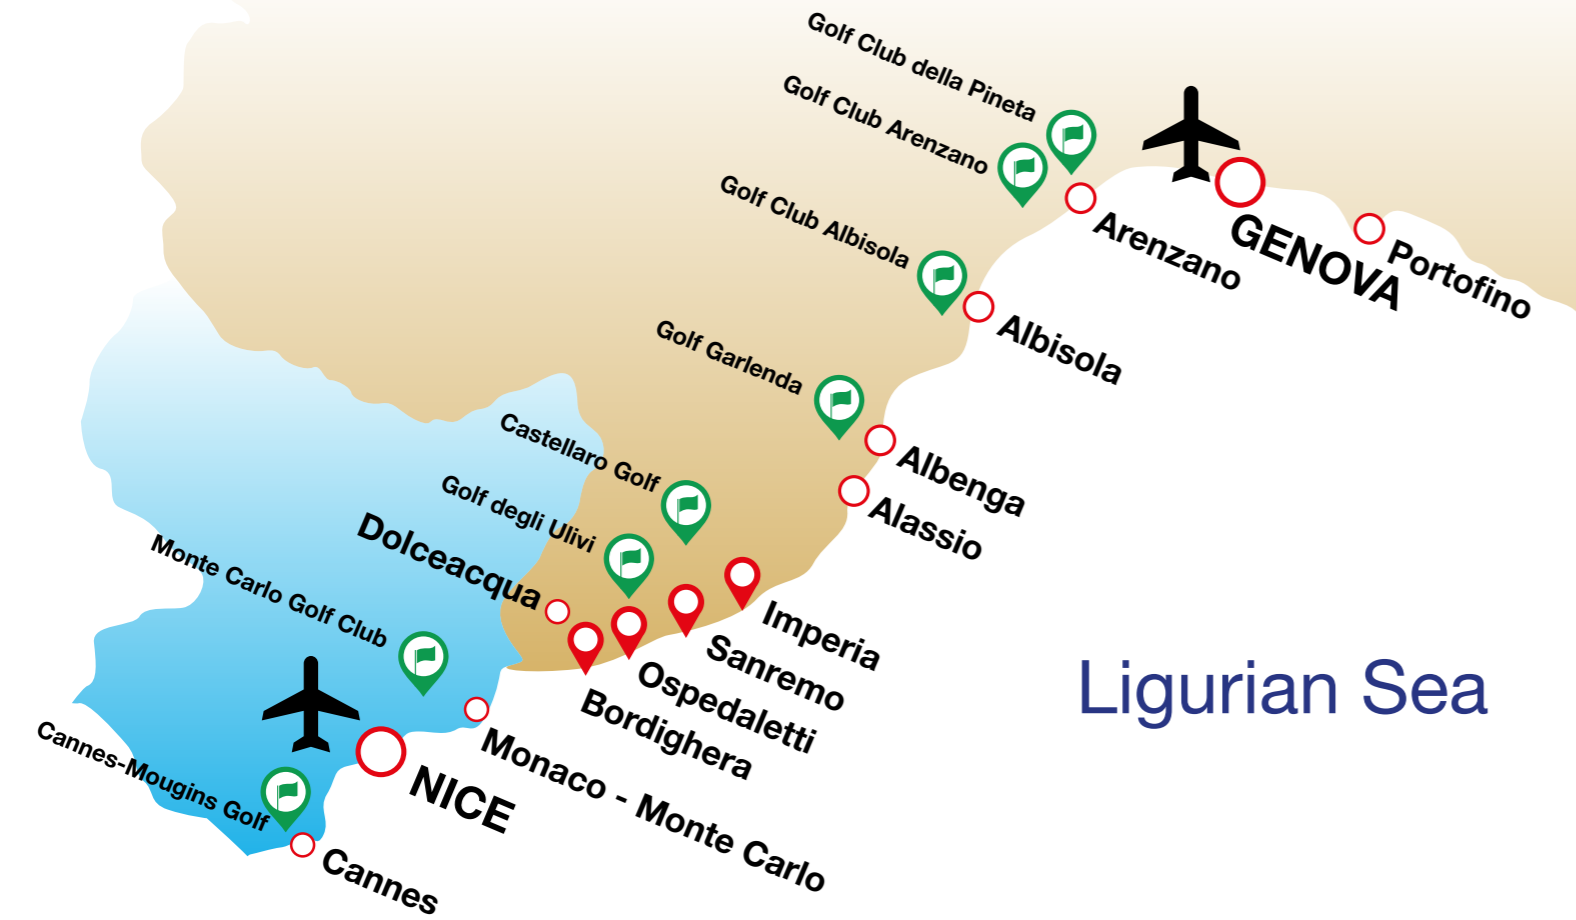 Golf Club della Pineta
Golf Club Arenzano
Golf Club Albisola
Arenzano
GENOVA
Portofino
Albisola
Golf Garlenda
Castellaro Golf
Albenga
Golf degli Ulivi
Alassio
Dolceacqua
Monte Carlo Golf Club
Imperia
Sanremo
Ospedaletti
Bordighera
Ligurian Sea
Cannes-Mougins Golf
NICE
Monaco - Monte Carlo
Cannes